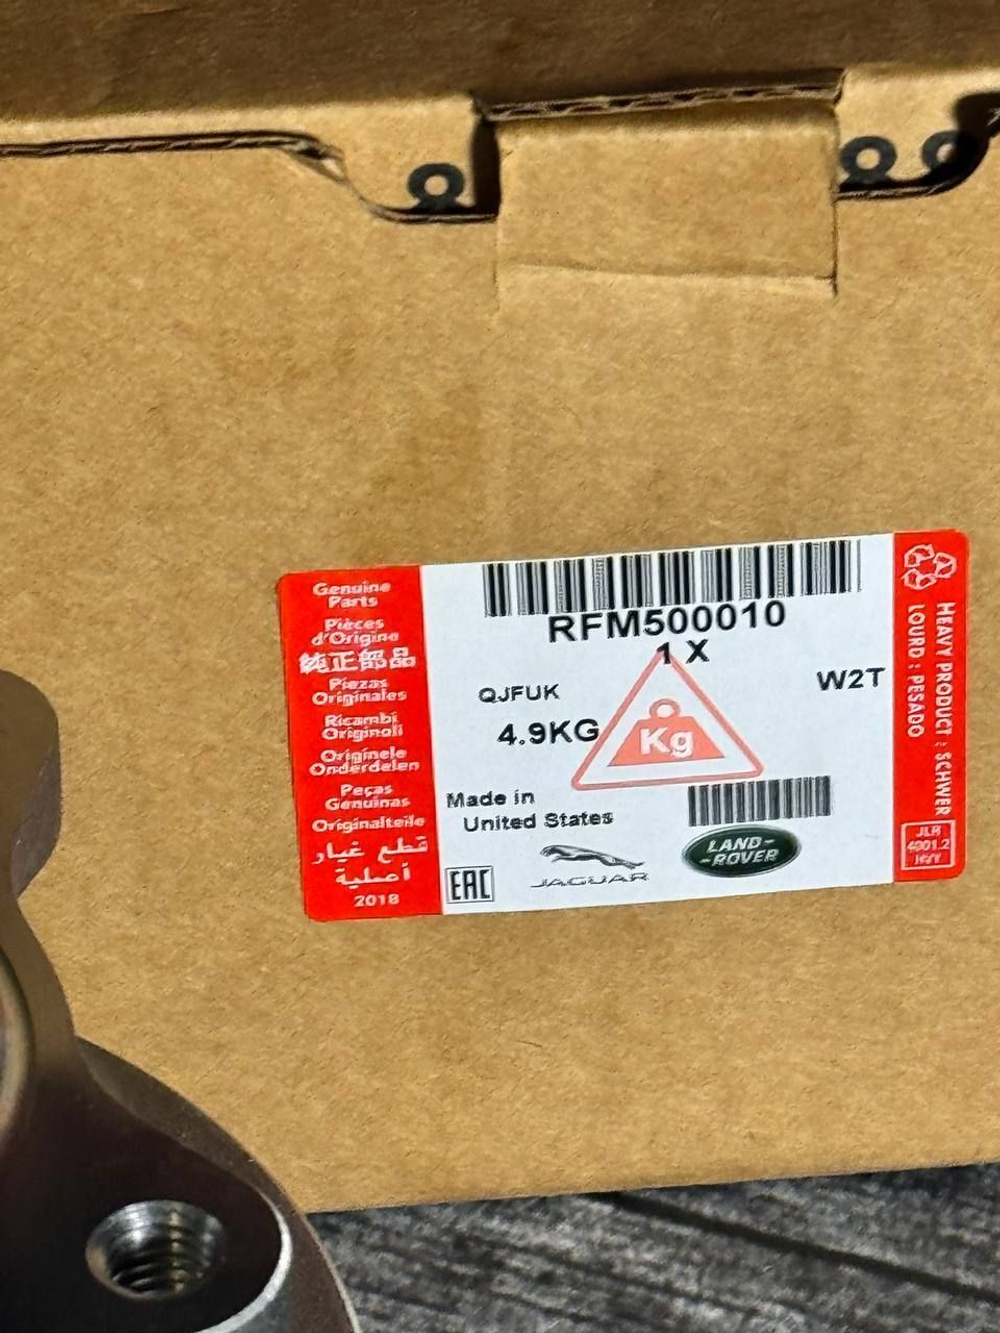 Genuine
Parts
Pièces
d'Origine
純正部品
Piezas
Originales
Ricambi
Originali
Originele
Onderdelen
Peças
Genuínas
Originalteile
قطع غيار
أصلية
2018
RFM500010
1 X
QJFUK
W2T
4.9KG
Kg
Made in
United States
EAC
JAGUAR
LAND-
-ROVER
HEAVY PRODUCT : SCHWER
LOURD : PESADO
JLR
4001.2
HVY